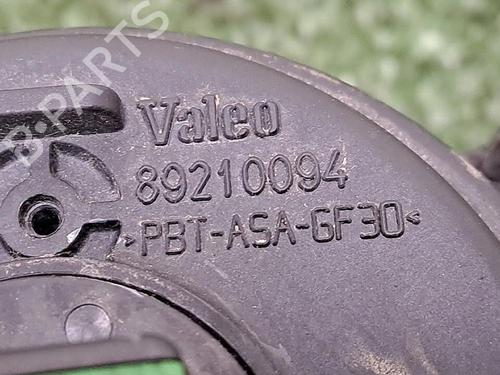 B-PARTS
Valeo
89210094
>PBT-ASA-GF30<